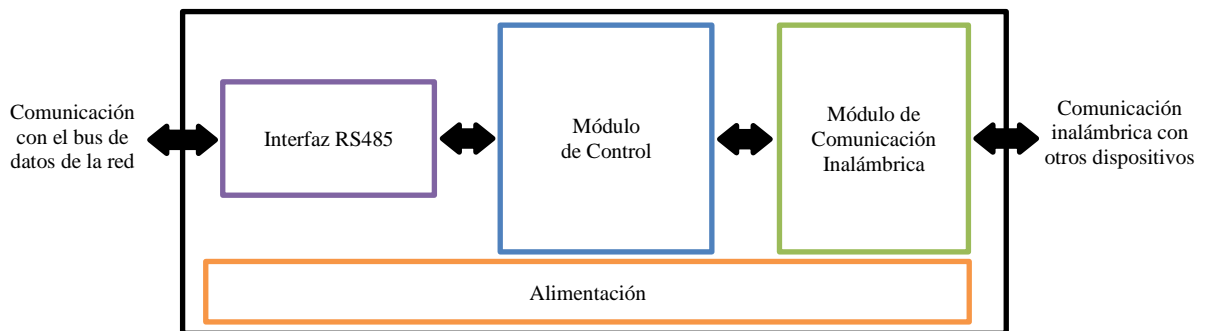 Comunicación
con el bus de
datos de la red
Interfaz RS485
Módulo
de Control
Módulo de
Comunicación
Inalámbrica
Comunicación
inalámbrica con
otros dispositivos
Alimentación